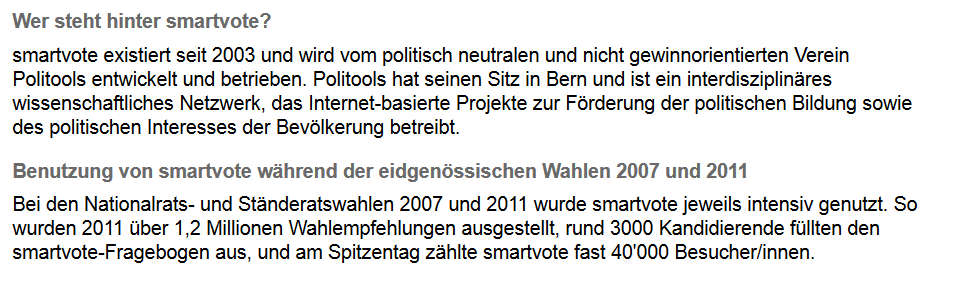 Wer steht hinter smartvote?
smartvote existiert seit 2003 und wird vom politisch neutralen und nicht gewinnorientierten Verein
Politools entwickelt und betrieben. Politools hat seinen Sitz in Bern und ist ein interdisziplinäres
wissenschaftliches Netzwerk, das Internet-basierte Projekte zur Förderung der politischen Bildung sowie
des politischen Interesses der Bevölkerung betreibt.
Benutzung von smartvote während der eidgenössischen Wahlen 2007 und 2011
Bei den Nationalrats- und Ständeratswahlen 2007 und 2011 wurde smartvote jeweils intensiv genutzt. So
wurden 2011 über 1,2 Millionen Wahlempfehlungen ausgestellt, rund 3000 Kandidierende füllten den
smartvote-Fragebogen aus, und am Spitzentag zählte smartvote fast 40'000 Besucher/innen.